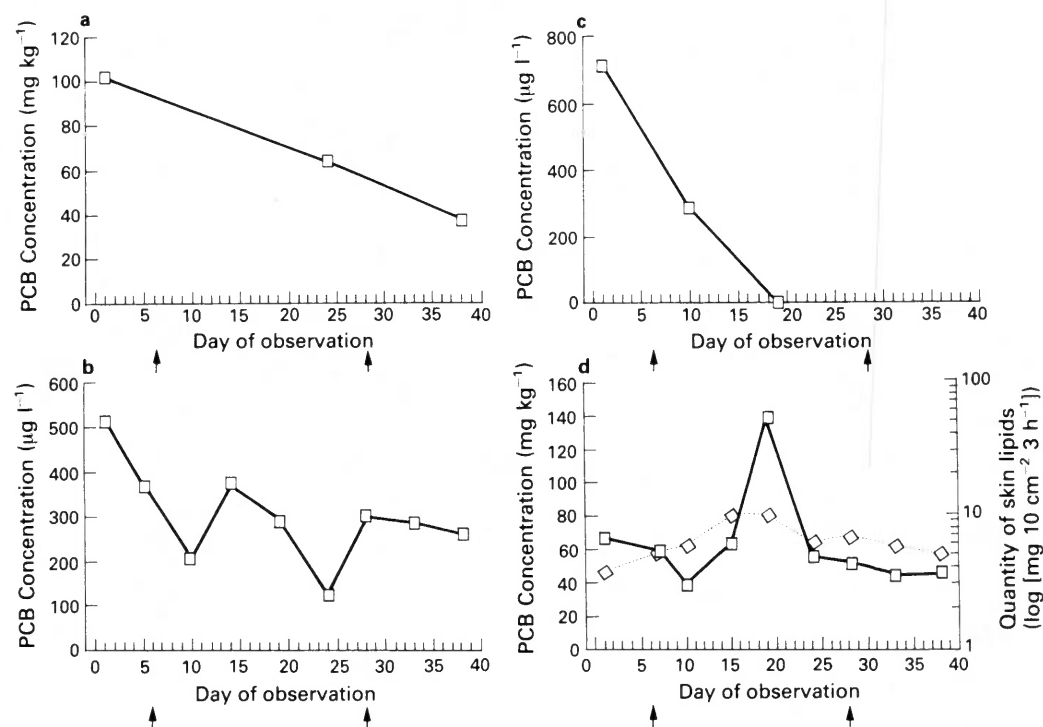 a
PCB Concentration (mg kg⁻¹)
120
100
80
60
40
20
0
0 5 10 15 20 25 30 35 40
Day of observation
b
PCB Concentration (µg l⁻¹)
600
500
400
300
200
100
0
0 5 10 15 20 25 30 35 40
Day of observation
c
PCB Concentration (µg l⁻¹)
800
600
400
200
0
0 5 10 15 20 25 30 35 40
Day of observation
d
PCB Concentration (mg kg⁻¹)
160
140
120
100
80
60
40
20
0
0 5 10 15 20 25 30 35 40
Day of observation
100
10
1
Quantity of skin lipids
(log [mg 10 cm⁻² 3 h⁻¹])